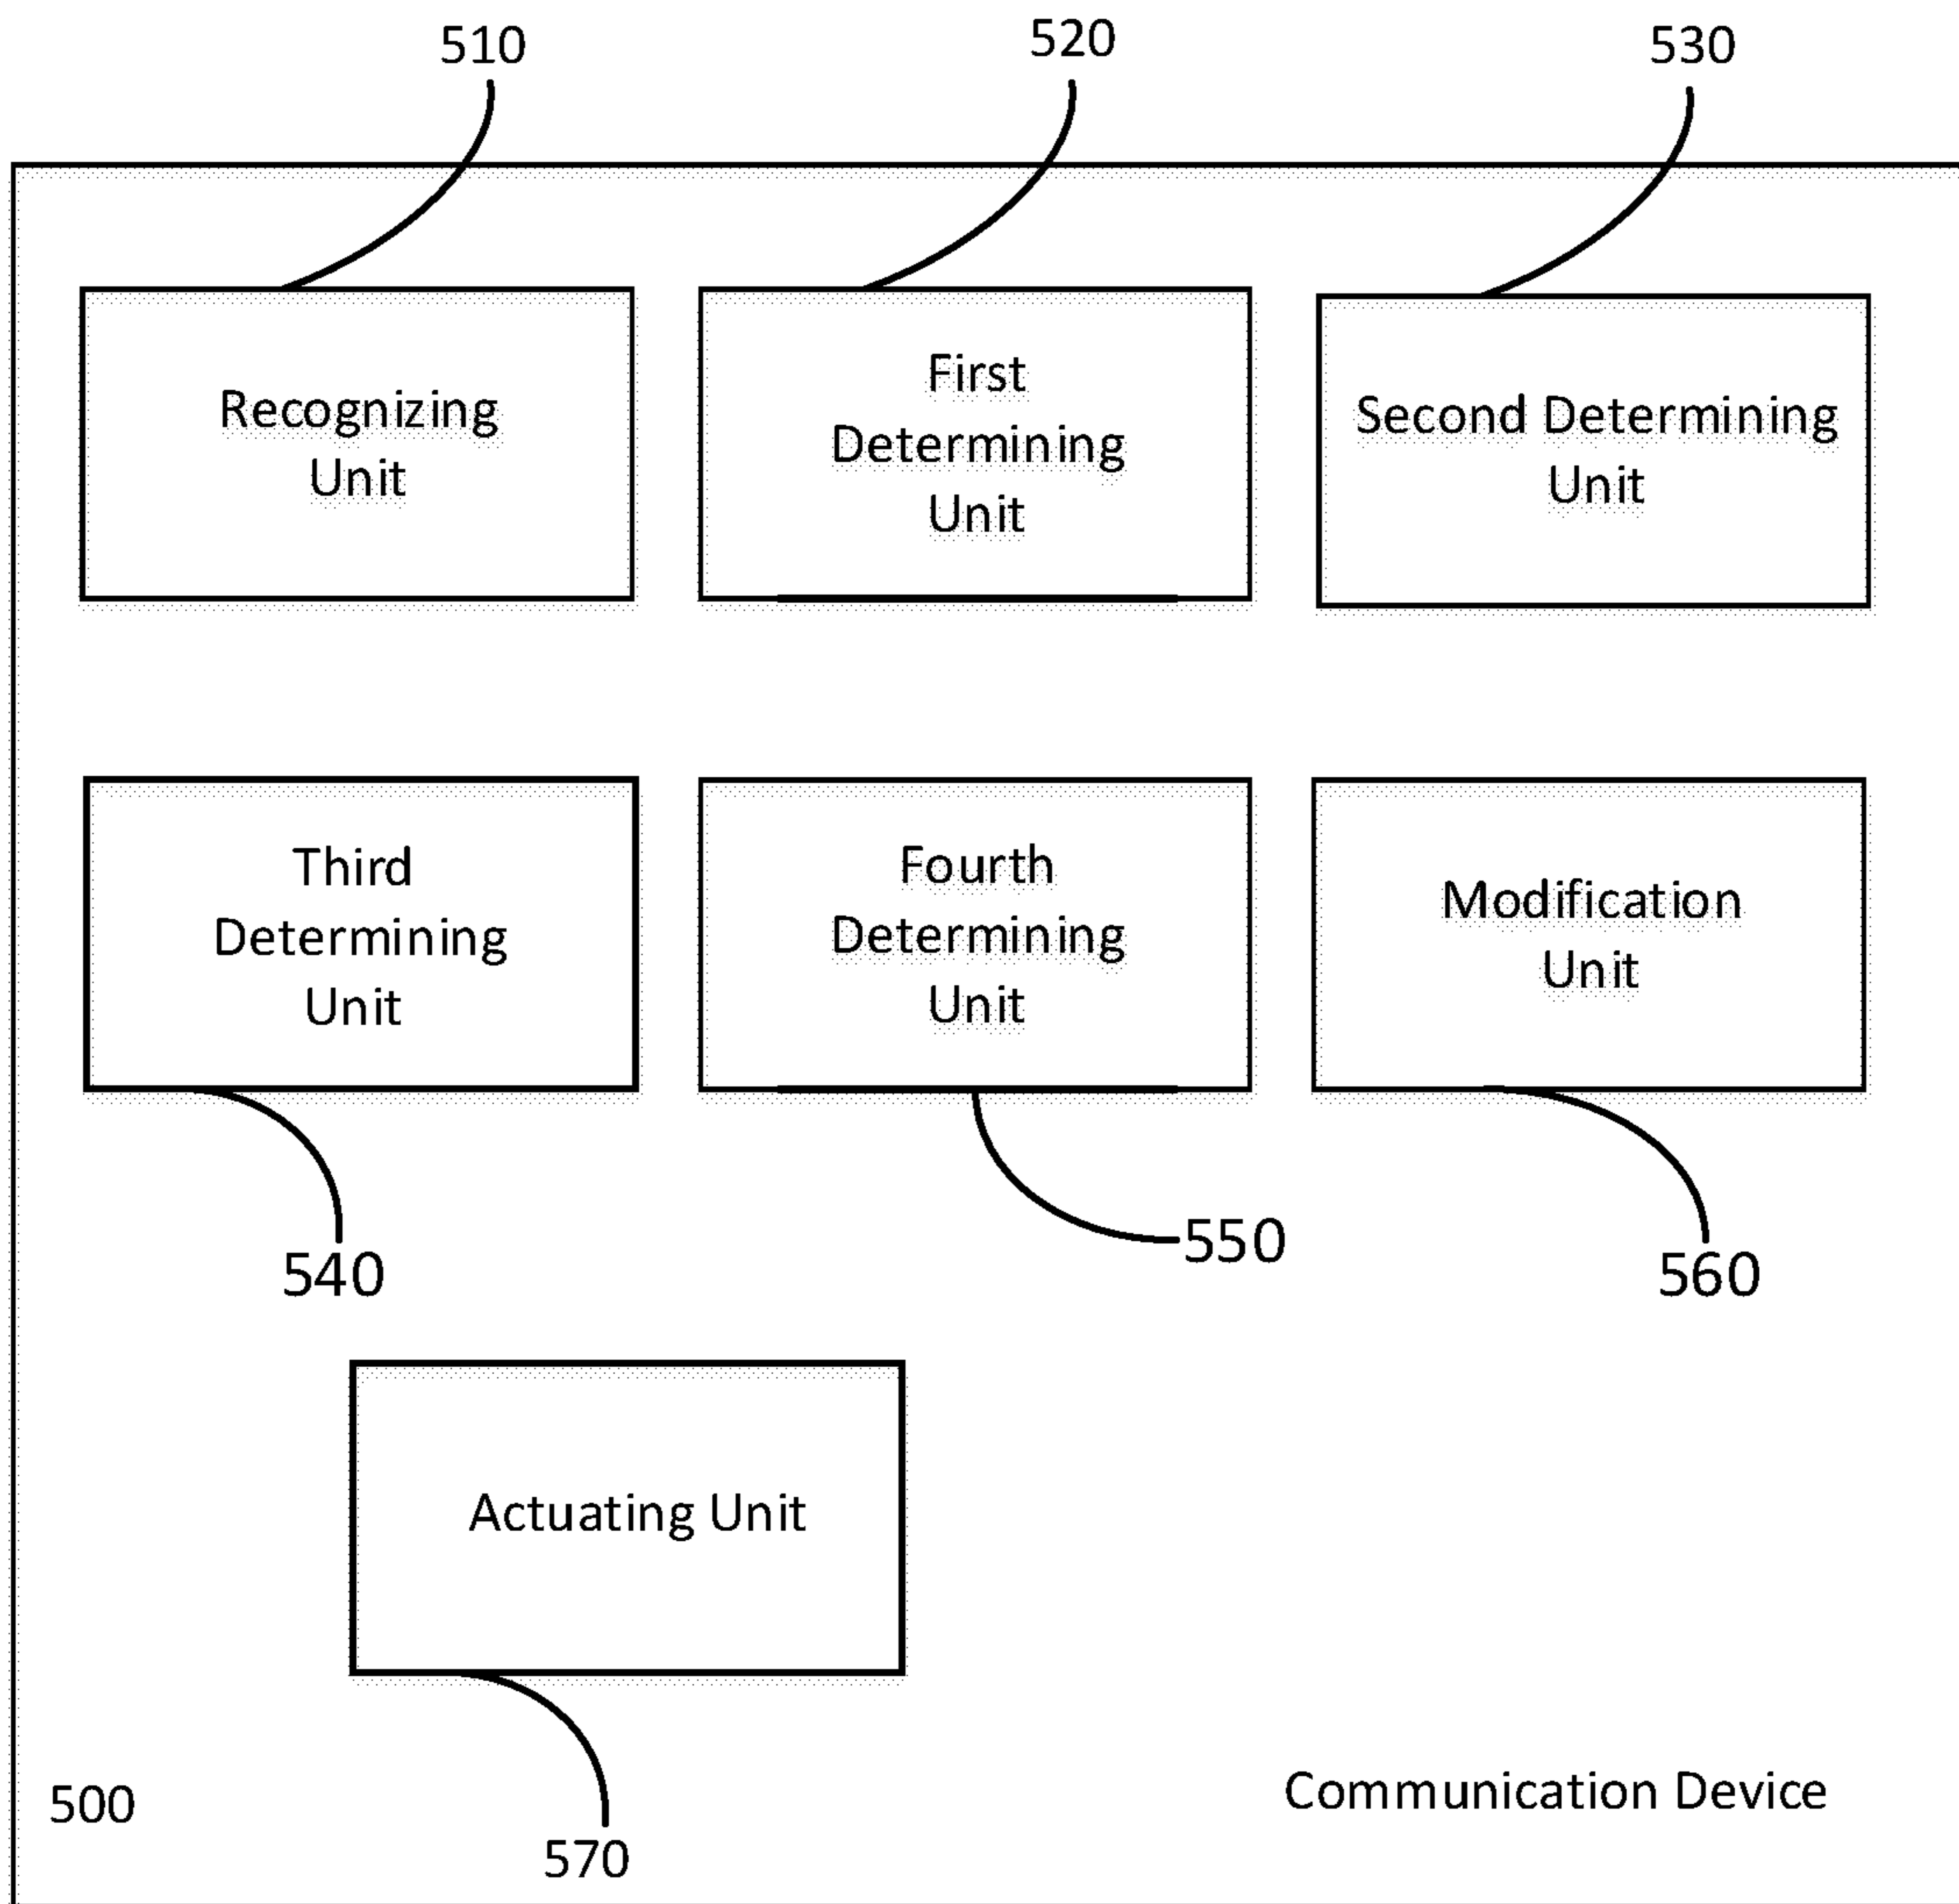 510
520
530
Recognizing
Unit
First
Determining
Unit
Second Determining
Unit
Third
Determining
Unit
Fourth
Determining
Unit
Modification
Unit
540
550
560
Actuating Unit
500
570
Communication Device